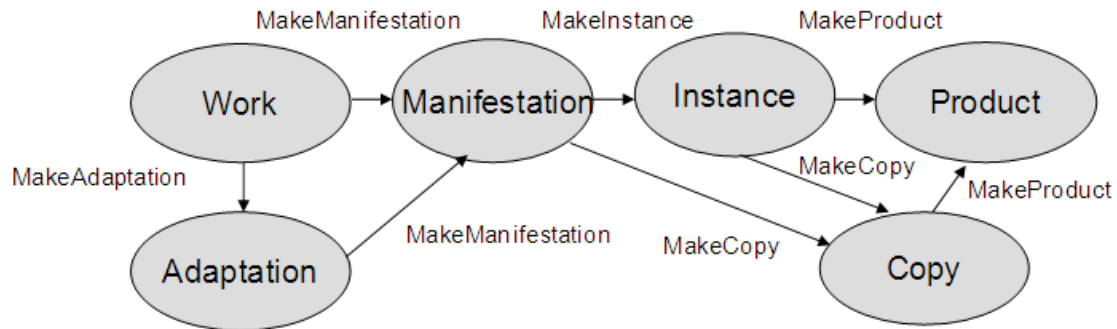 MakeManifestation
MakeInstance
MakeProduct
Work
Manifestation
Instance
Product
MakeAdaptation
MakeCopy
MakeProduct
MakeManifestation
MakeCopy
Adaptation
Copy